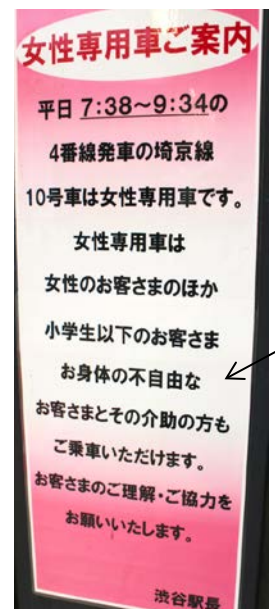 女性専用車ご案内
平日 7:38～9:34の
4番線発車の埼京線
10号車は女性専用車です。
女性専用車は
女性のお客さまのほか
小学生以下のお客さま
お身体の不自由な
お客さまとその介助の方も
ご乗車いただけます。
お客さまのご理解・ご協力を
お願いいたします。
渋谷駅長